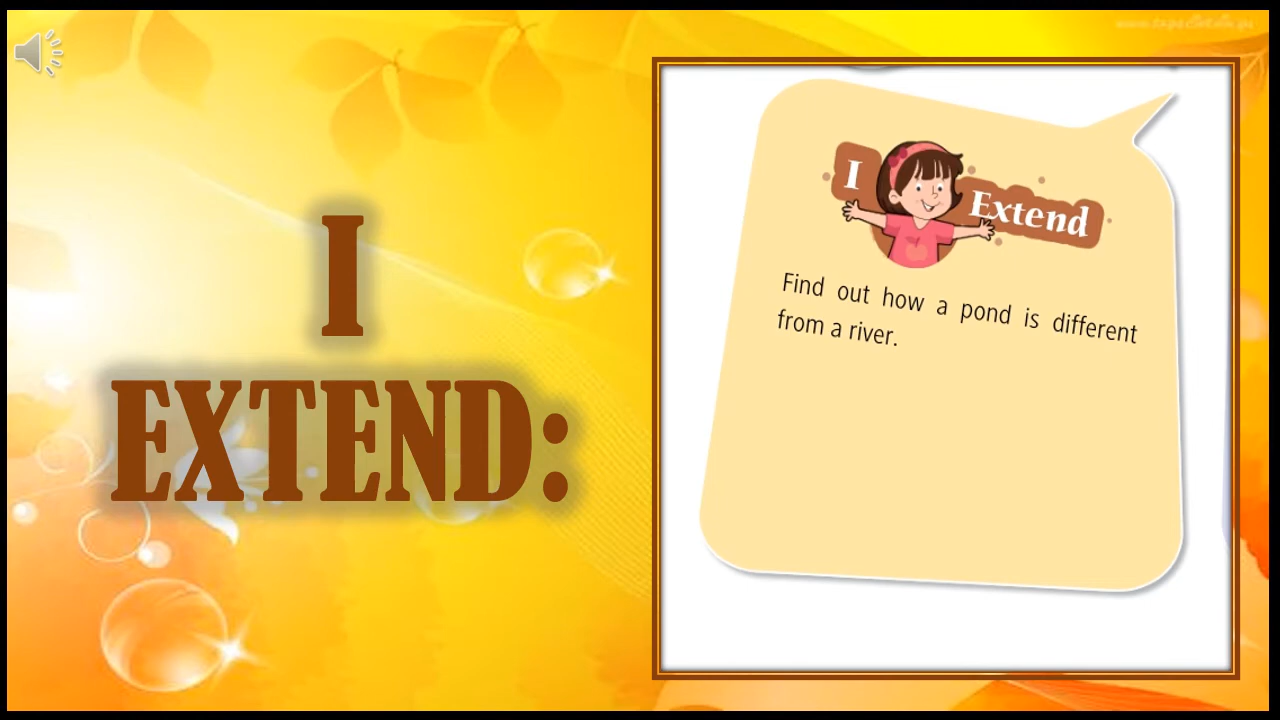 I
EXTEND:
I Extend
Find out how a pond is different
from a river.